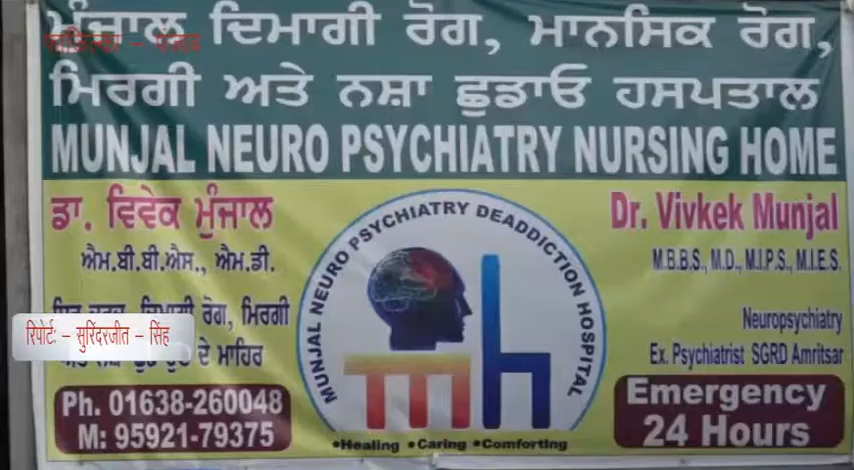 ਮੁੰਜਾਲ ਦਿਮਾਗੀ ਰੋਗ, ਮਾਨਸਿਕ ਰੋਗ,
ਮਿਰਗੀ ਅਤੇ ਨਸ਼ਾ ਛੁਡਾਓ ਹਸਪਤਾਲ
MUNJAL NEURO PSYCHIATRY NURSING HOME
ਡਾ. ਵਿਵੇਕ ਮੁੰਜਾਲ
ਐਮ.ਬੀ.ਬੀ.ਐਸ., ਐਮ.ਡੀ.
ਦਿਮਾਗੀ ਰੋਗ, ਮਿਰਗੀ
ਦੇ ਮਾਹਿਰ
रिपोर्टः - सुरिंदरजीत - सिंह
Ph. 01638-260048
M: 95921-79375
MUNJAL NEURO PSYCHIATRY DEADDICTION HOSPITAL
mh
•Healing •Caring •Comforting
Dr. Vivkek Munjal
M.B.B.S., M.D., M.I.P.S., M.I.E.S.
Neuropsychiatry
Ex. Psychiatrist SGRD Amritsar
Emergency
24 Hours